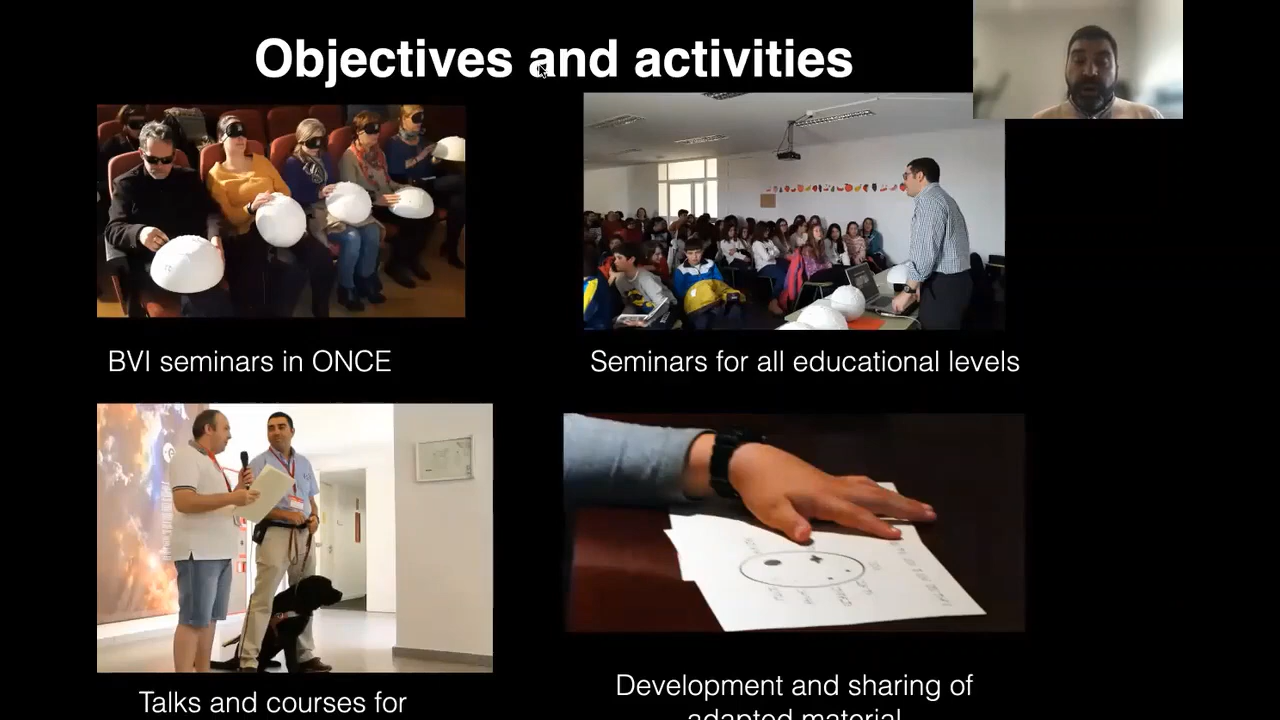 Objectives and activities
BVI seminars in ONCE
Seminars for all educational levels
Talks and courses for
Development and sharing of
adapted material